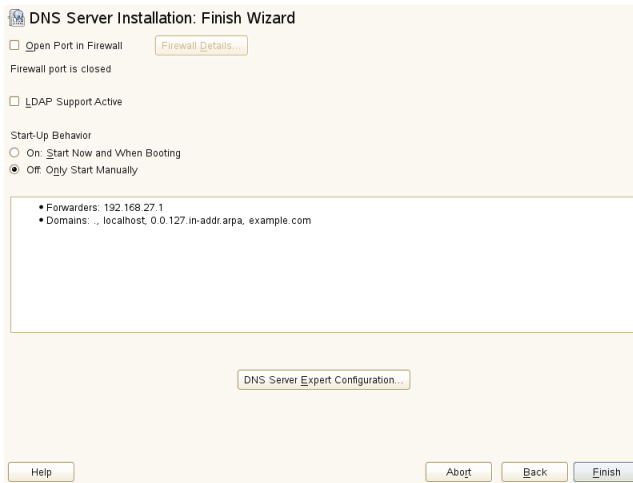 DNS Server Installation: Finish Wizard
Open Port in Firewall
Firewall Details...
Firewall port is closed
LDAP Support Active
Start-Up Behavior
On: Start Now and When Booting
Off: Only Start Manually
• Forwarders: 192.168.27.1
• Domains: ., localhost, 0.0.127.in-addr.arpa, example.com
DNS Server Expert Configuration...
Help
Abort
Back
Finish